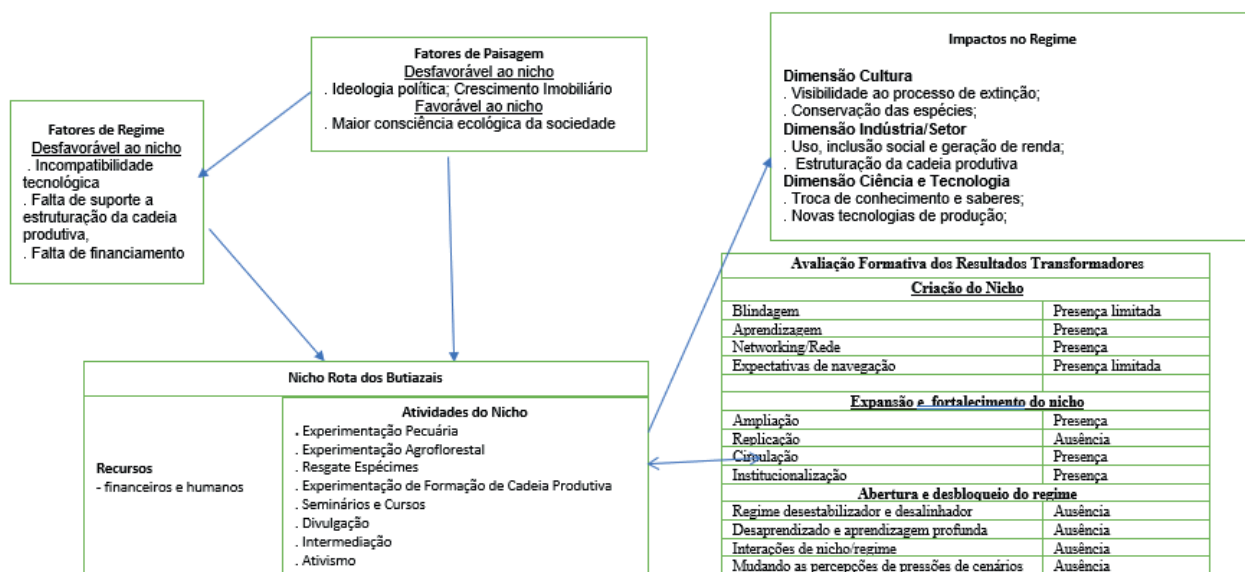 Fatores de Paisagem
Desfavorável ao nicho
. Ideologia política; Crescimento Imobiliário
Favorável ao nicho
. Maior consciência ecológica da sociedade
Fatores de Regime
Desfavorável ao nicho
. Incompatibilidade
tecnológica
. Falta de suporte a
estruturação da cadeia
produtiva,
. Falta de financiamento
Impactos no Regime
Dimensão Cultura
. Visibilidade ao processo de extinção;
. Conservação das espécies;
Dimensão Indústria/Setor
. Uso, inclusão social e geração de renda;
. Estruturação da cadeia produtiva
Dimensão Ciência e Tecnologia
. Troca de conhecimento e saberes;
. Novas tecnologias de produção;
Nicho Rota dos Butiazais
Recursos
- financeiros e humanos
Atividades do Nicho
. Experimentação Pecuária
. Experimentação Agroflorestal
. Resgate Espécimes
. Experimentação de Formação de Cadeia Produtiva
. Seminários e Cursos
. Divulgação
. Intermediação
. Ativismo
Avaliação Formativa dos Resultados Transformadores
Criação do Nicho
Blindagem Presença limitada
Aprendizagem Presença
Networking/Rede Presença
Expectativas de navegação Presença limitada
Expansão e fortalecimento do nicho
Ampliação Presença
Replicação Ausência
Circulação Presença
Institucionalização Presença
Abertura e desbloqueio do regime
Regime desestabilizador e desalinhador Ausência
Desaprendizado e aprendizagem profunda Ausência
Interações de nicho/regime Ausência
Mudando as percepções de pressões de cenários Ausência